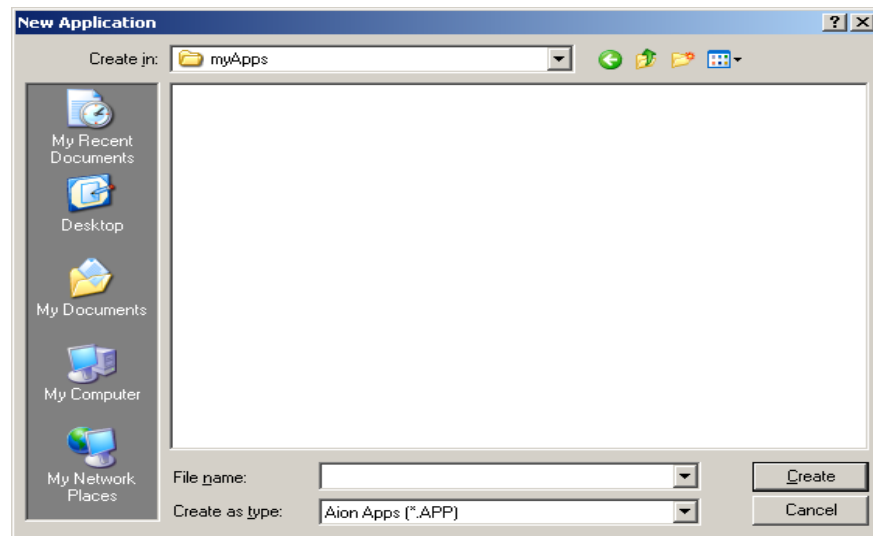 New Application
Create in:
myApps
My Recent
Documents
Desktop
My Documents
My Computer
My Network
Places
File name:
Create
Create as type:
Aion Apps (*.APP)
Cancel